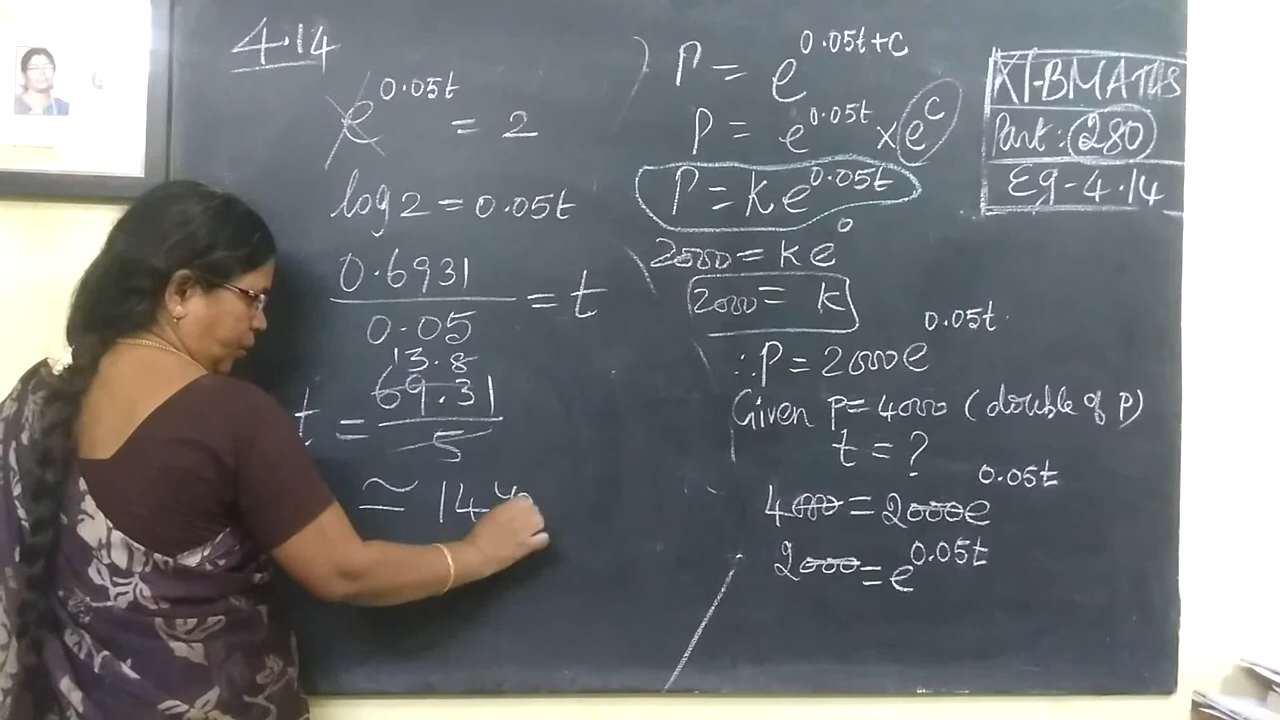 4.14
e^0.05t = 2
log 2 = 0.05t
0.6931
0.05
= t
13.8
t = 69.31
5
≃ 14 y
P = e^0.05t+c
P = e^0.05t × e^c
P = ke^0.05t
2000 = ke^0
2000 = k
∴ P = 2000e^0.05t
Given P = 4000 (double of P)
t = ?
4000 = 2000e^0.05t
2000 = e^0.05t
XI-BMATHS
Part: 280
Eg-4.14